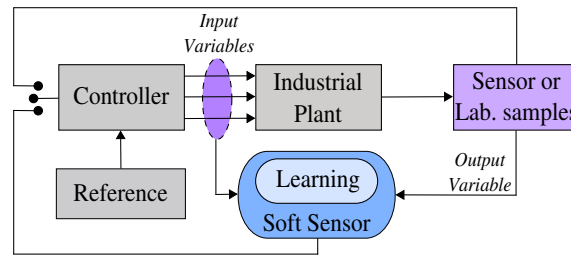 Input
Variables
Controller
Industrial
Plant
Sensor or
Lab. samples
Reference
Learning
Soft Sensor
Output
Variable